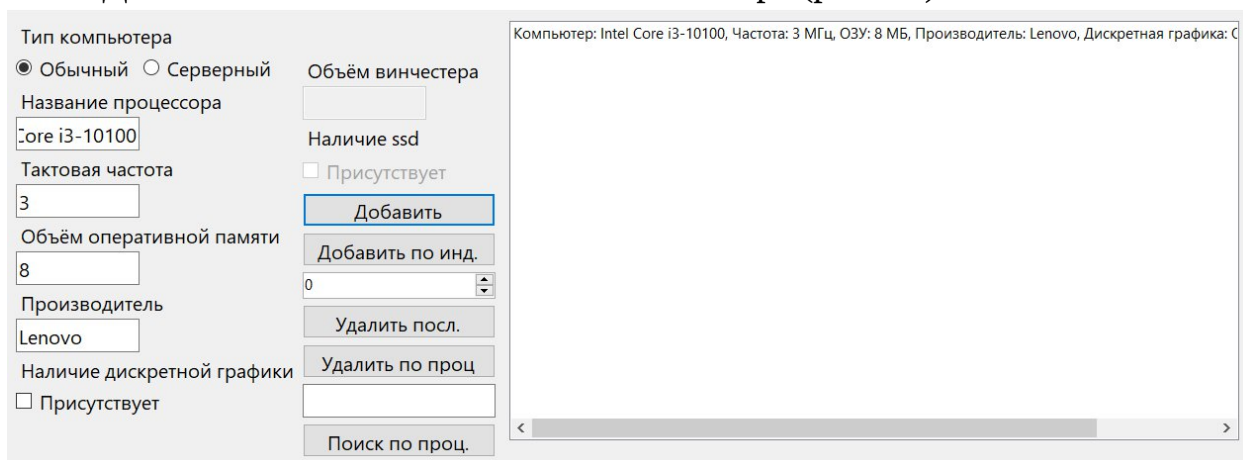 Тип компьютера
Обычный Серверный
Название процессора
Core i3-10100
Тактовая частота
3
Объём оперативной памяти
8
Производитель
Lenovo
Наличие дискретной графики
Присутствует
Объём винчестера
Наличие ssd
Присутствует
Добавить
Добавить по инд.
0
Удалить посл.
Удалить по проц
Поиск по проц.
Компьютер: Intel Core i3-10100, Частота: 3 МГц, ОЗУ: 8 МБ, Производитель: Lenovo, Дискретная графика: